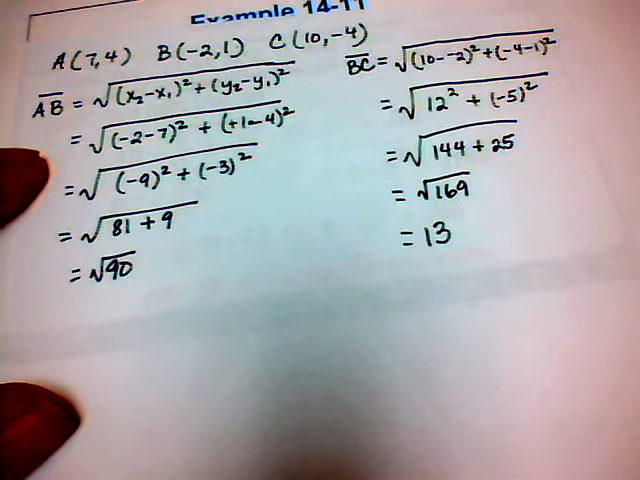 Example 14-11
A(7,4) B(-2,1) C(10,-4)
AB = √(x₂-x₁)² + (y₂-y₁)²
= √(-2-7)² + (+1-4)²
= √(-9)² + (-3)²
= √81 + 9
= √90
BC = √(10--2)² + (-4-1)²
= √12² + (-5)²
= √144 + 25
= √169
= 13